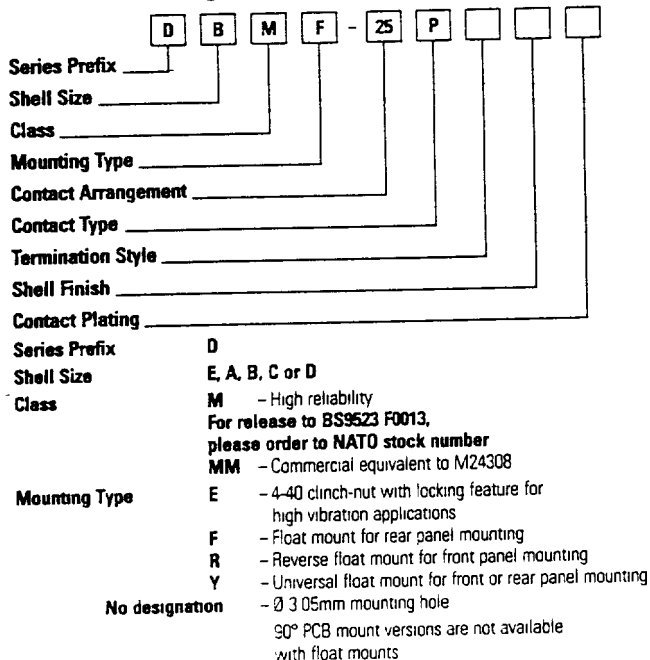 D B M F - 25 P
Series Prefix
Shell Size
Class
Mounting Type
Contact Arrangement
Contact Type
Termination Style
Shell Finish
Contact Plating
Series Prefix D
Shell Size E, A, B, C or D
Class M – High reliability
For release to BS9523 F0013,
please order to NATO stock number
MM – Commercial equivalent to M24308
Mounting Type E – 4-40 clinch-nut with locking feature for
high vibration applications
F – Float mount for rear panel mounting
R – Reverse float mount for front panel mounting
Y – Universal float mount for front or rear panel mounting
No designation – Ø 3 05mm mounting hole
90° PCB mount versions are not available
with float mounts